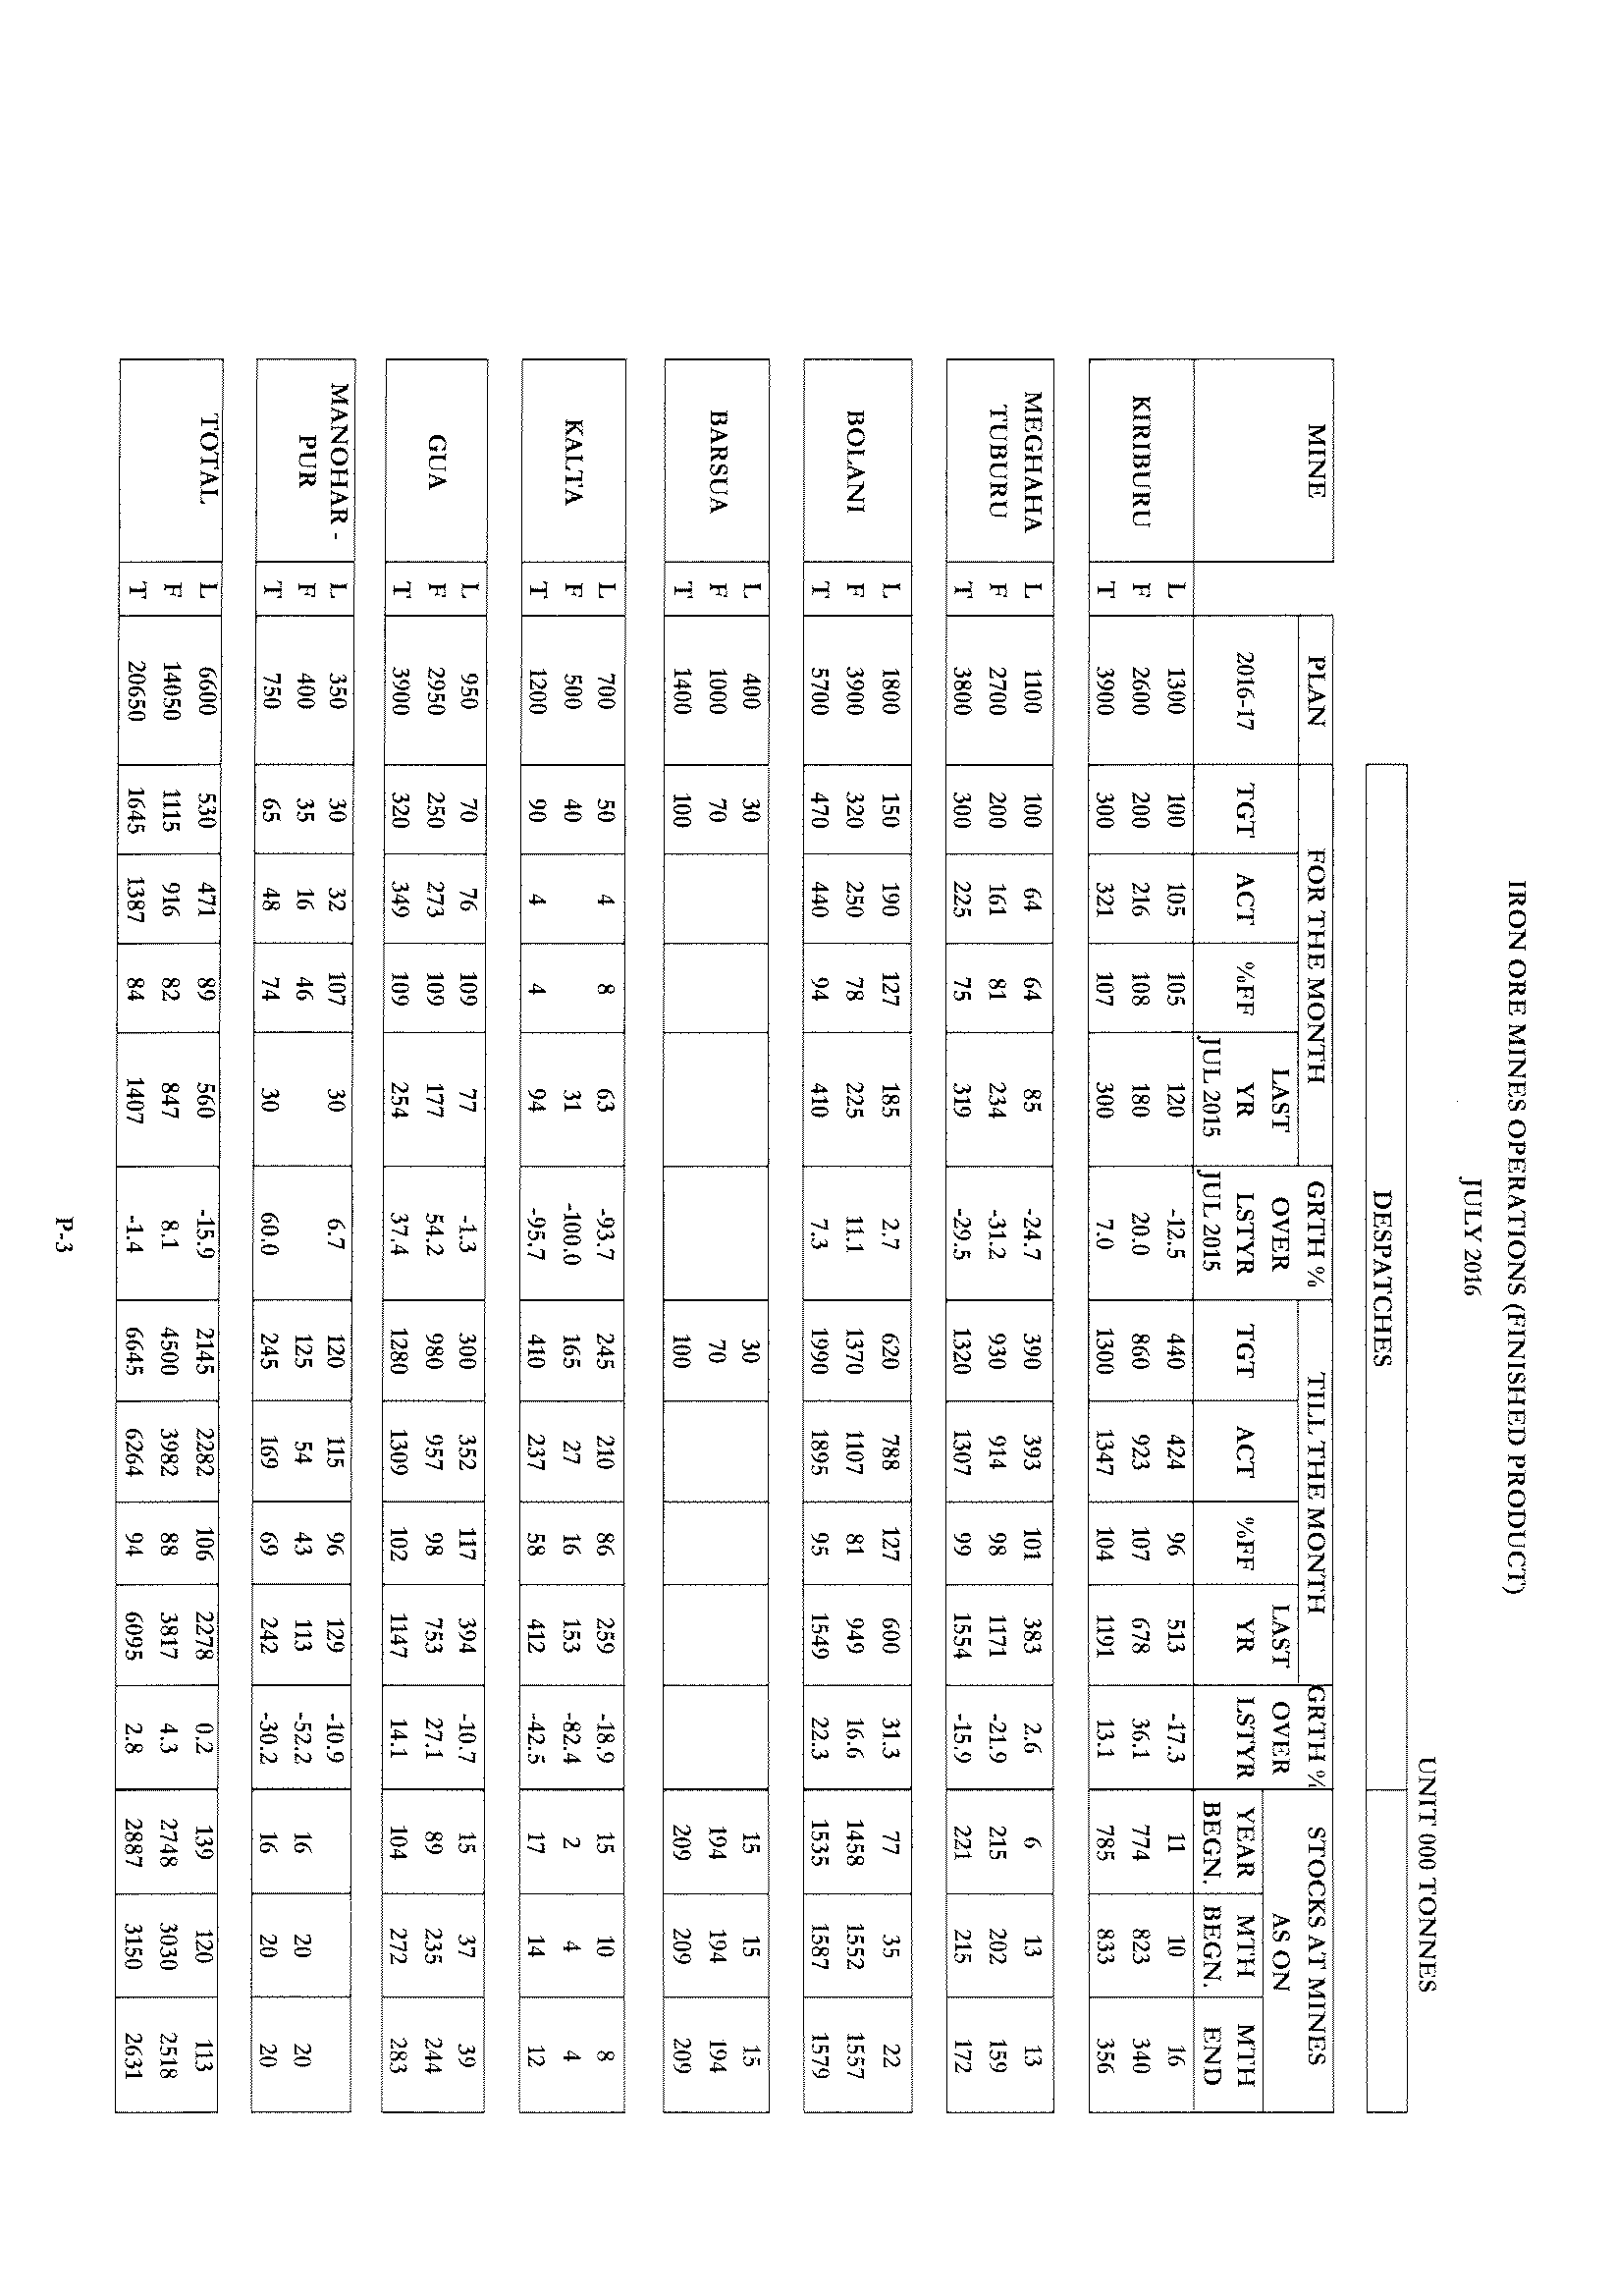 IRON ORE MINES OPERATIONS (FINISHED PRODUCT)
JULY 2016
UNIT 000 TONNES
DESPATCHES
MINE PLAN FOR THE MONTH GRTH % TILL THE MONTH GRTH % STOCKS AT MINES
LAST OVER LAST OVER AS ON
2016-17 TGT ACT %FF YR LSTYR TGT ACT %FF YR LSTYR YEAR MTH MTH
JUL 2015 JUL 2015 BEGN. BEGN. END
L 1300 100 105 105 120 -12.5 440 424 96 513 -17.3 11 10 16
KIRIBURU F 2600 200 216 108 180 20.0 860 923 107 678 36.1 774 823 340
T 3900 300 321 107 300 7.0 1300 1347 104 1191 13.1 785 833 356
MEGHAHA L 1100 100 64 64 85 -24.7 390 393 101 383 2.6 6 13 13
TUBURU F 2700 200 161 81 234 -31.2 930 914 98 1171 -21.9 215 202 159
T 3800 300 225 75 319 -29.5 1320 1307 99 1554 -15.9 221 215 172
L 1800 150 190 127 185 2.7 620 788 127 600 31.3 77 35 22
BOLANI F 3900 320 250 78 225 11.1 1370 1107 81 949 16.6 1458 1552 1557
T 5700 470 440 94 410 7.3 1990 1895 95 1549 22.3 1535 1587 1579
L 400 30 30 15 15 15
BARSUA F 1000 70 70 194 194 194
T 1400 100 100 209 209 209
L 700 50 4 8 63 -93.7 245 210 86 259 -18.9 15 10 8
KALTA F 500 40 31 -100.0 165 27 16 153 -82.4 2 4 4
T 1200 90 4 4 94 -95.7 410 237 58 412 -42.5 17 14 12
L 950 70 76 109 77 -1.3 300 352 117 394 -10.7 15 37 39
GUA F 2950 250 273 109 177 54.2 980 957 98 753 27.1 89 235 244
T 3900 320 349 109 254 37.4 1280 1309 102 1147 14.1 104 272 283
MANOHAR - L 350 30 32 107 30 6.7 120 115 96 129 -10.9
PUR F 400 35 16 46 125 54 43 113 -52.2 16 20 20
T 750 65 48 74 30 60.0 245 169 69 242 -30.2 16 20 20
TOTAL L 6600 530 471 89 560 -15.9 2145 2282 106 2278 0.2 139 120 113
F 14050 1115 916 82 847 8.1 4500 3982 88 3817 4.3 2748 3030 2518
T 20650 1645 1387 84 1407 -1.4 6645 6264 94 6095 2.8 2887 3150 2631
P-3